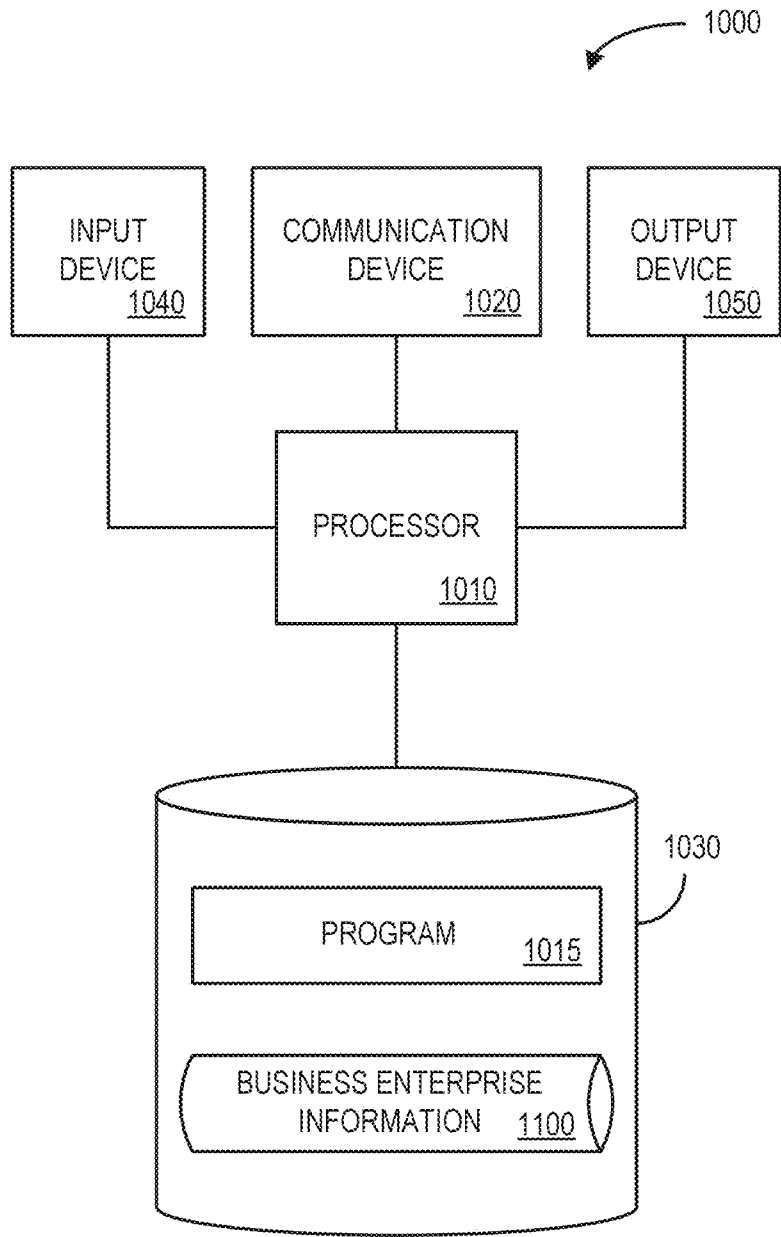 1000
INPUT
DEVICE
1040
COMMUNICATION
DEVICE
1020
OUTPUT
DEVICE
1050
PROCESSOR
1010
1030
PROGRAM
1015
BUSINESS ENTERPRISE
INFORMATION
1100